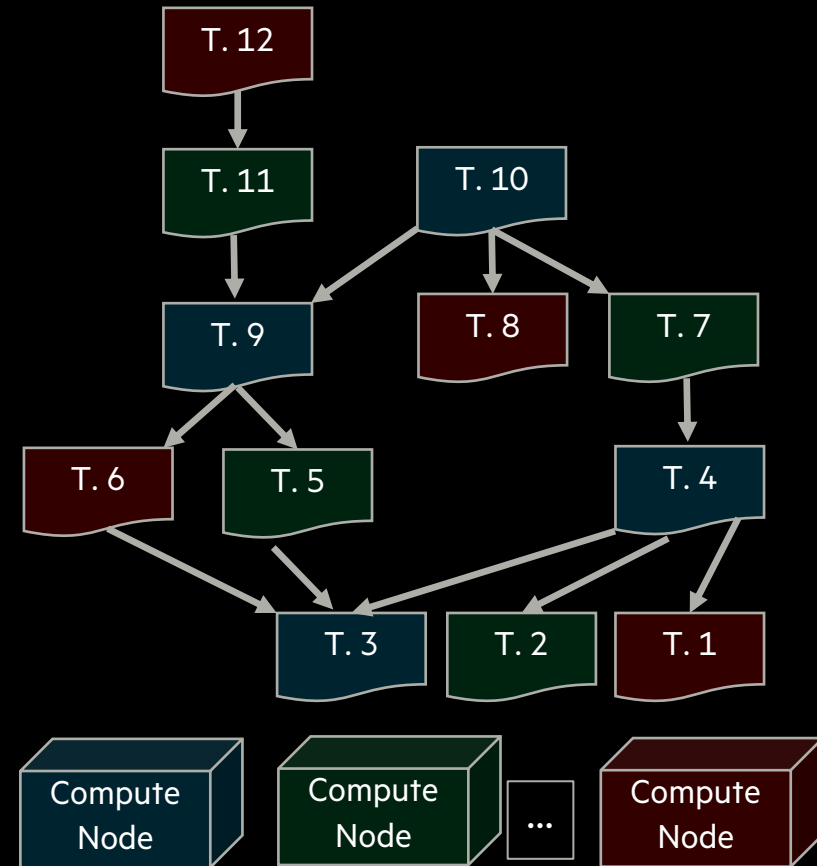 T. 12
T. 11
T. 10
T. 9
T. 8
T. 7
T. 6
T. 5
T. 4
T. 3
T. 2
T. 1
Compute
Node
Compute
Node
...
Compute
Node